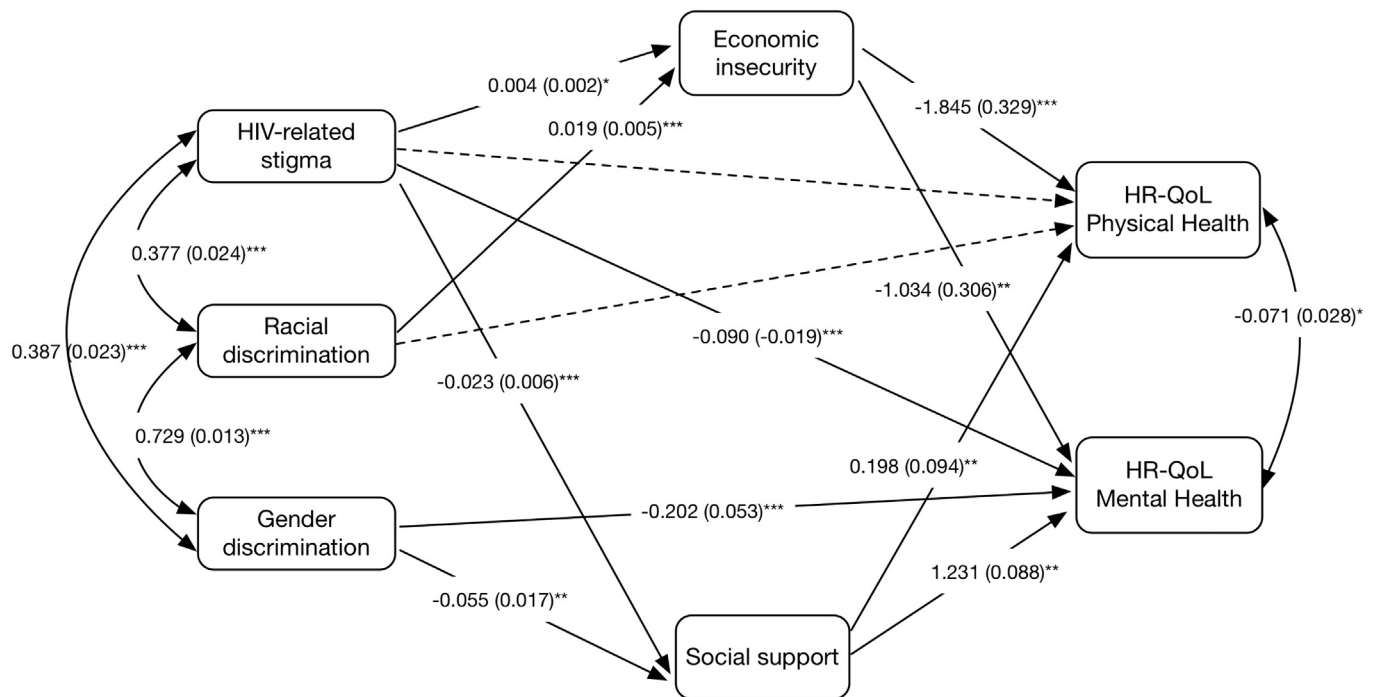 Economic
insecurity
0.004 (0.002)*
-1.845 (0.329)***
0.019 (0.005)***
HIV-related
stigma
HR-QoL
Physical Health
0.377 (0.024)***
-1.034 (0.306)**
-0.071 (0.028)*
Racial
discrimination
-0.090 (-0.019)***
0.387 (0.023)***
-0.023 (0.006)***
0.729 (0.013)***
0.198 (0.094)**
HR-QoL
Mental Health
Gender
discrimination
-0.202 (0.053)***
-0.055 (0.017)**
1.231 (0.088)**
Social support